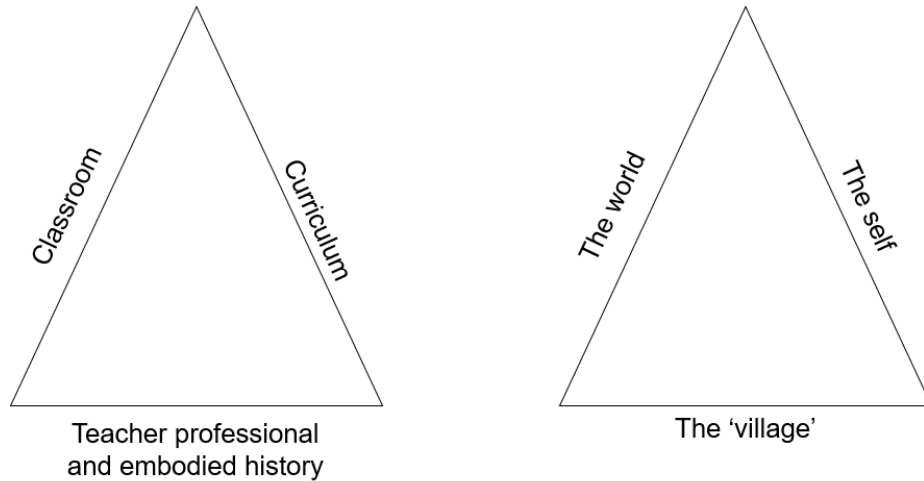 Classroom
Curriculum
Teacher professional
and embodied history
The world
The self
The ‘village’